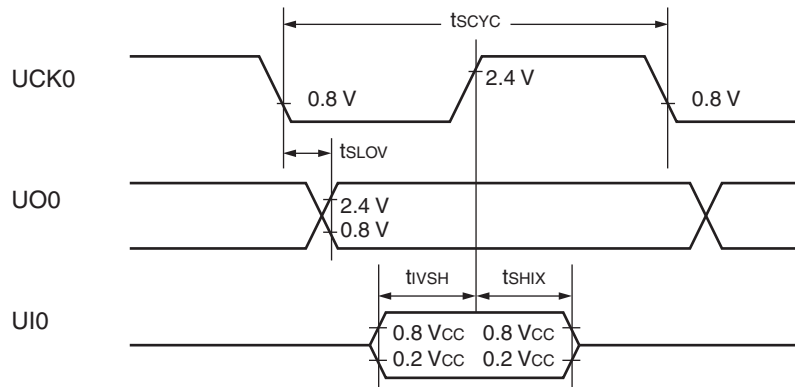 tSCYC
UCK0
0.8 V
2.4 V
0.8 V
tSLOV
UO0
2.4 V
0.8 V
tIVSH
tSHIX
UI0
0.8 VCC
0.8 VCC
0.2 VCC
0.2 VCC